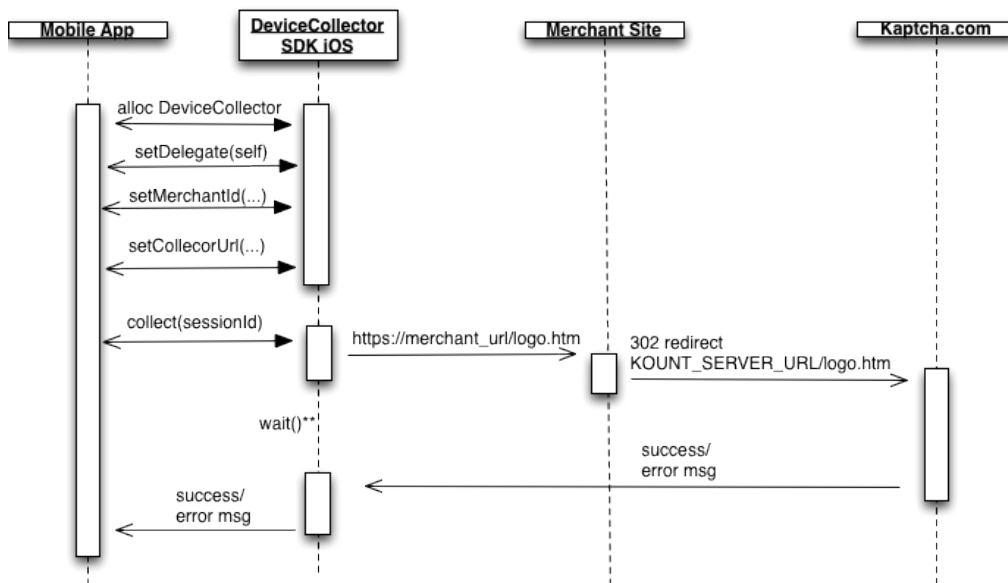 Mobile App
DeviceCollector
SDK iOS
Merchant Site
Kaptcha.com
alloc DeviceCollector
setDelegate(self)
setMerchantId(...)
setCollecorUrl(...)
collect(sessionId)
https://merchant_url/logo.htm
302 redirect
KOUNT_SERVER_URL/logo.htm
wait()**
success/
error msg
success/
error msg